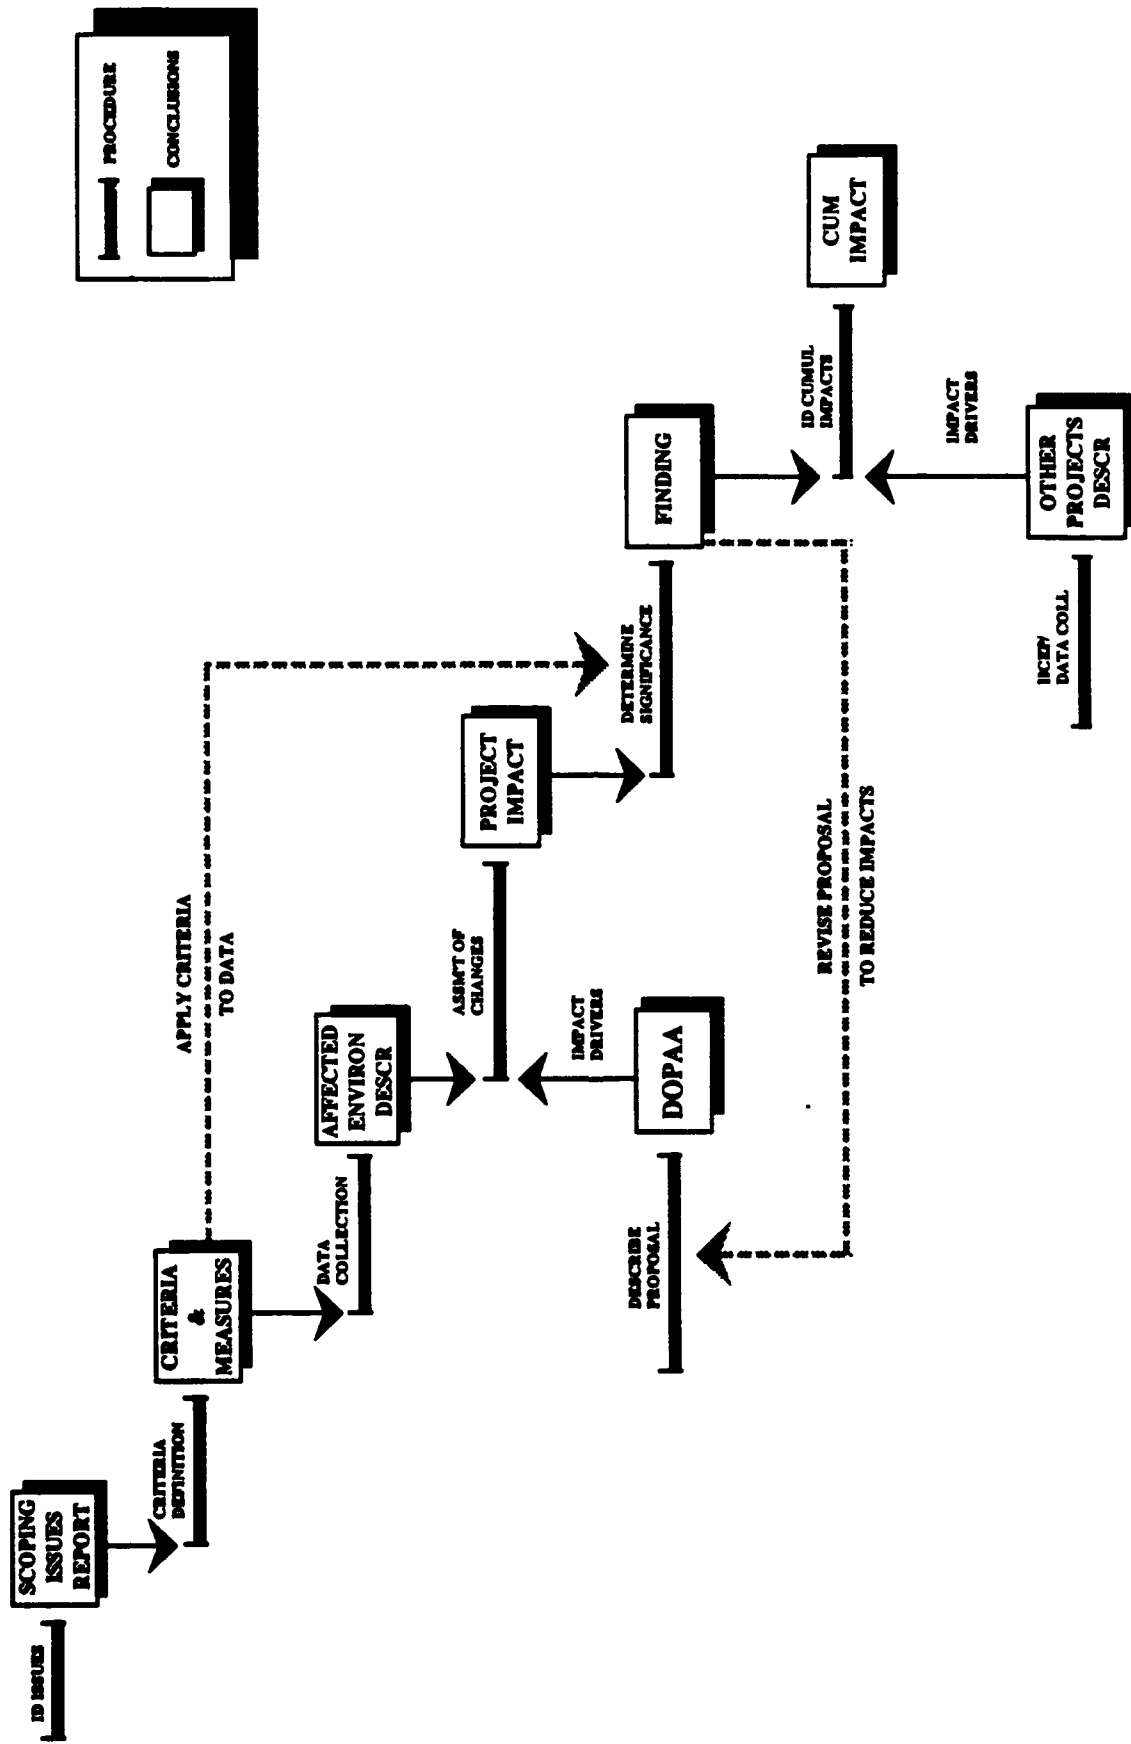 PROCEDURE
CONCLUSIONS
ID ISSUES
SCOPING
ISSUES
REPORT
CRITERIA
DEFINITION
CRITERIA
&
MEASURES
APPLY CRITERIA
TO DATA
DATA
COLLECTION
AFFECTED
ENVIRON
DESCR
ASSM'T OF
CHANGES
IMPACT
DRIVERS
DOPAA
DESCRIBE
PROPOSAL
PROJECT
IMPACT
DETERMINE
SIGNIFICANCE
FINDING
REVISE PROPOSAL
TO REDUCE IMPACTS
ID CUMUL
IMPACTS
CUM
IMPACT
IMPACT
DRIVERS
OTHER
PROJECTS
DESCR
DATA COLL